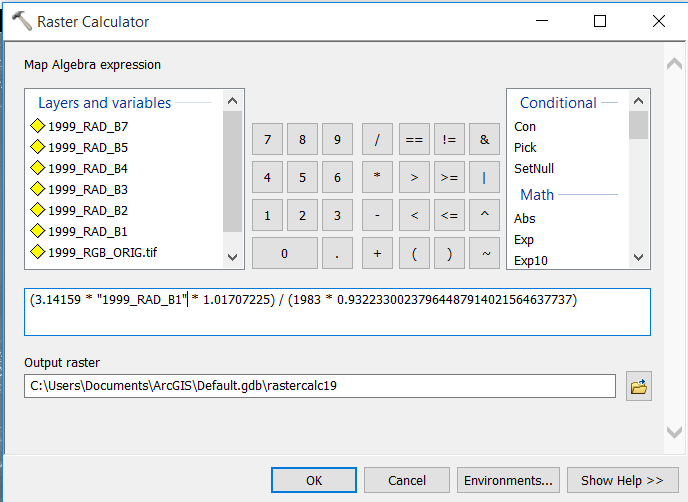 Raster Calculator
Map Algebra expression
Layers and variables
1999_RAD_B7
1999_RAD_B5
1999_RAD_B4
1999_RAD_B3
1999_RAD_B2
1999_RAD_B1
1999_RGB_ORIG.tif
7 8 9 / == != &
4 5 6 * > >= |
1 2 3 - < <= ^
0 . + ( ) ~
Conditional
Con
Pick
SetNull
Math
Abs
Exp
Exp10
(3.14159 * "1999_RAD_B1" * 1.01707225) / (1983 * 0.93223300237964487914021564637737)
Output raster
C:\Users\Documents\ArcGIS\Default.gdb\rastercalc19
OK Cancel Environments... Show Help >>